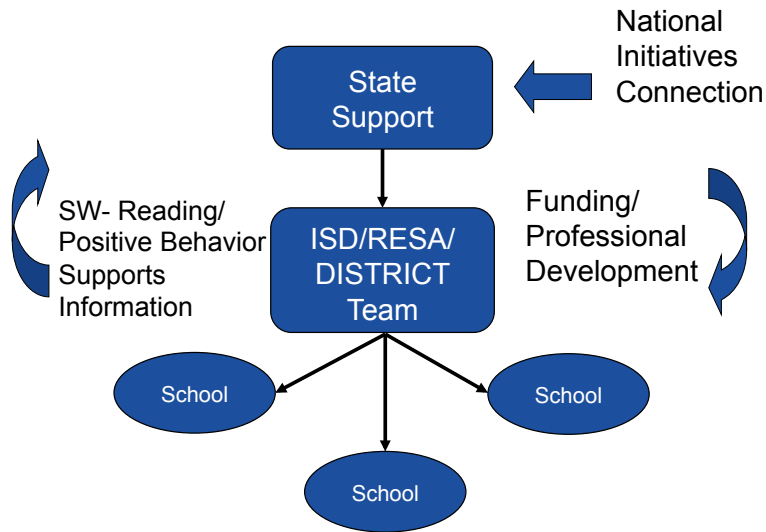 National
Initiatives
Connection
State
Support
SW- Reading/
Positive Behavior
Supports
Information
ISD/RESA/
DISTRICT
Team
Funding/
Professional
Development
School
School
School